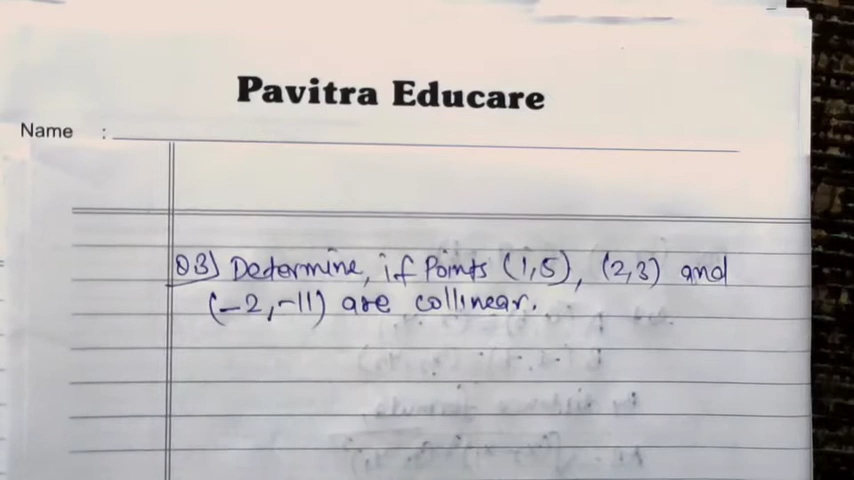 Pavitra Educare
Name :
Q3) Determine, if Points (1,5), (2,3) and
(-2,-11) are collinear.